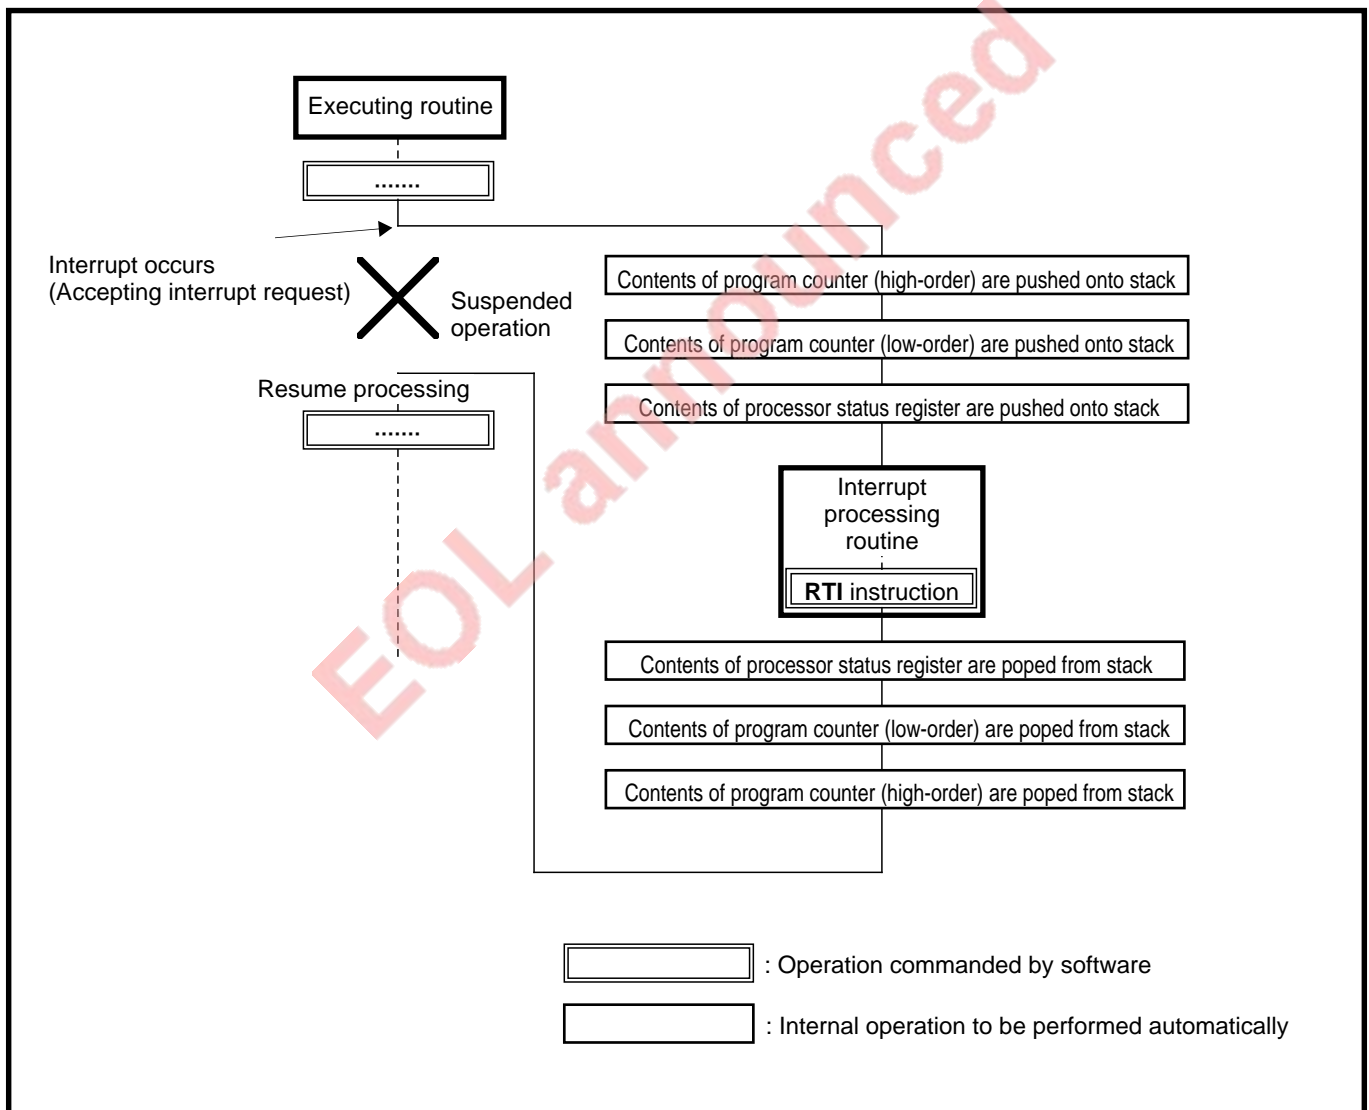 Executing routine
.......
Interrupt occurs
(Accepting interrupt request)
Suspended
operation
Contents of program counter (high-order) are pushed onto stack
Contents of program counter (low-order) are pushed onto stack
Contents of processor status register are pushed onto stack
Resume processing
.......
Interrupt
processing
routine
RTI instruction
Contents of processor status register are poped from stack
Contents of program counter (low-order) are poped from stack
Contents of program counter (high-order) are poped from stack
: Operation commanded by software
: Internal operation to be performed automatically
EOL announced